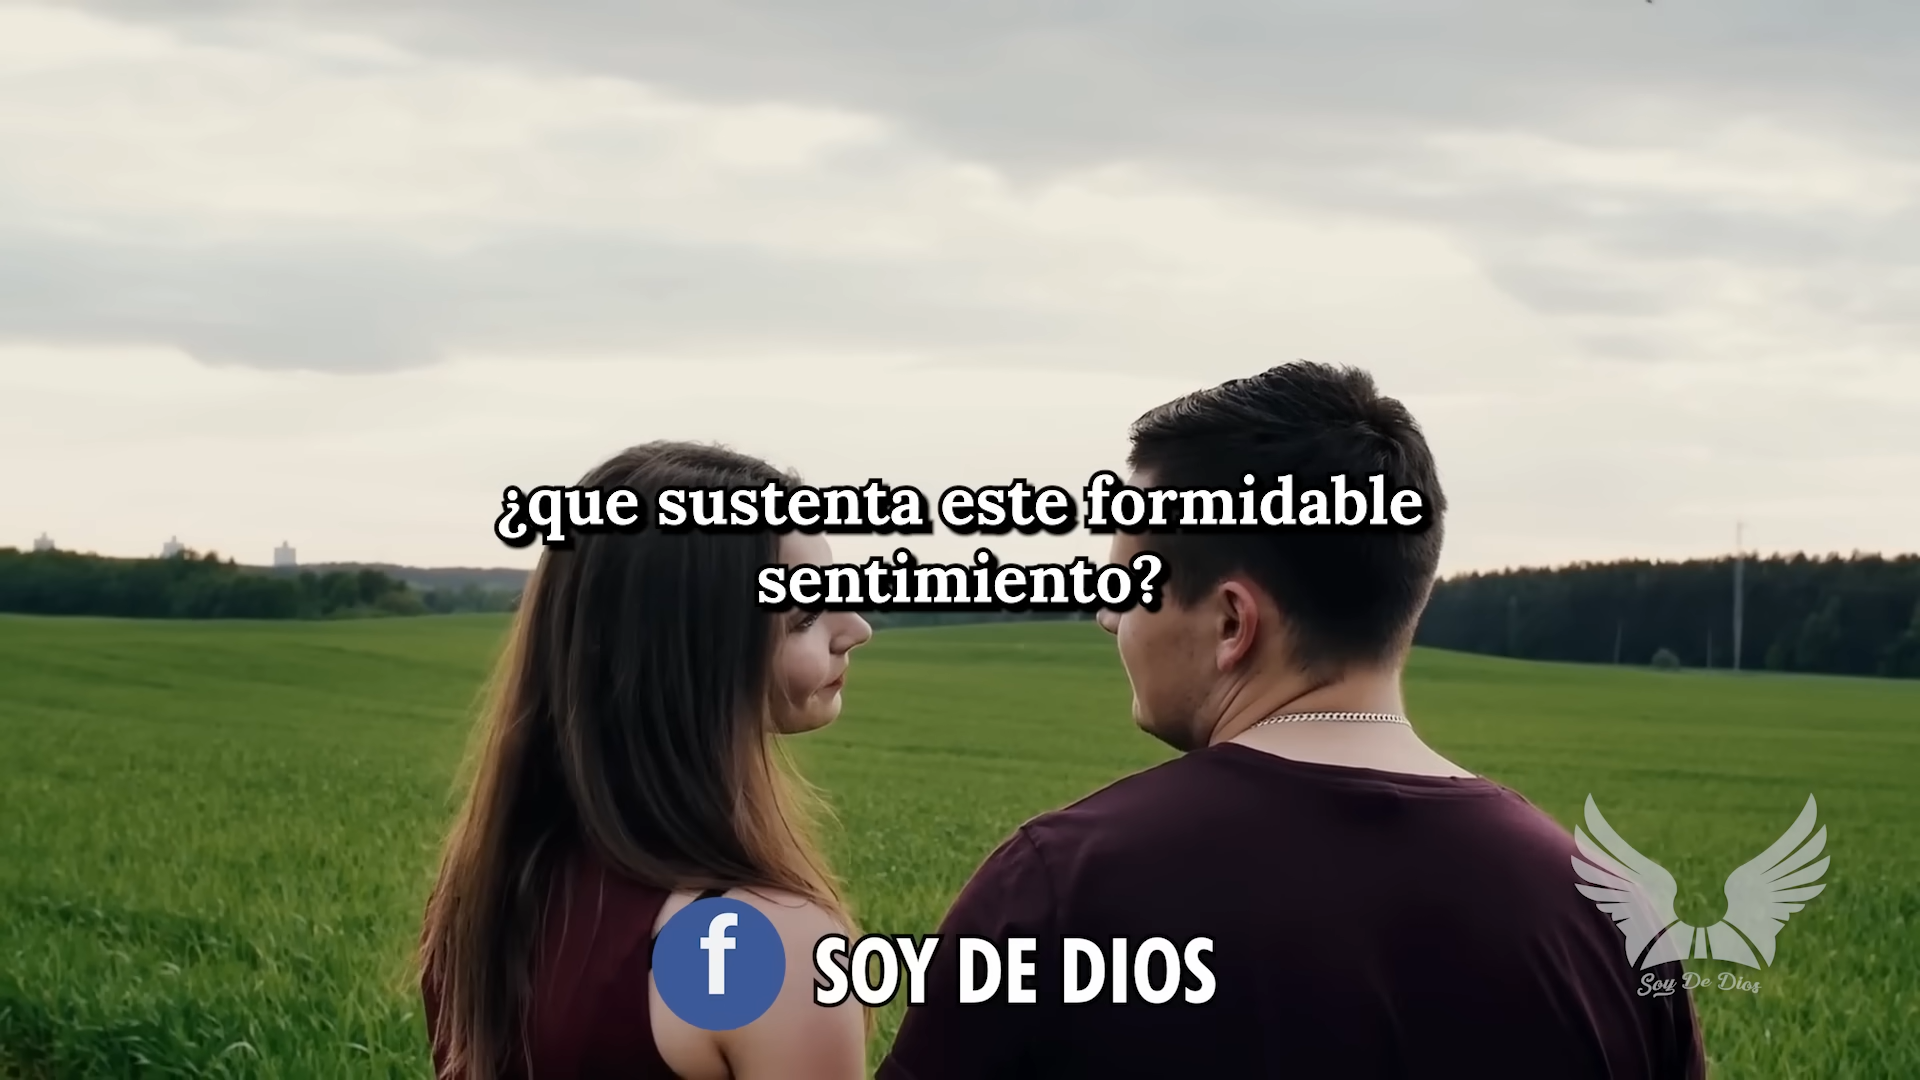 ¿que sustenta este formidable
sentimiento?
f SOY DE DIOS
Soy De Dios